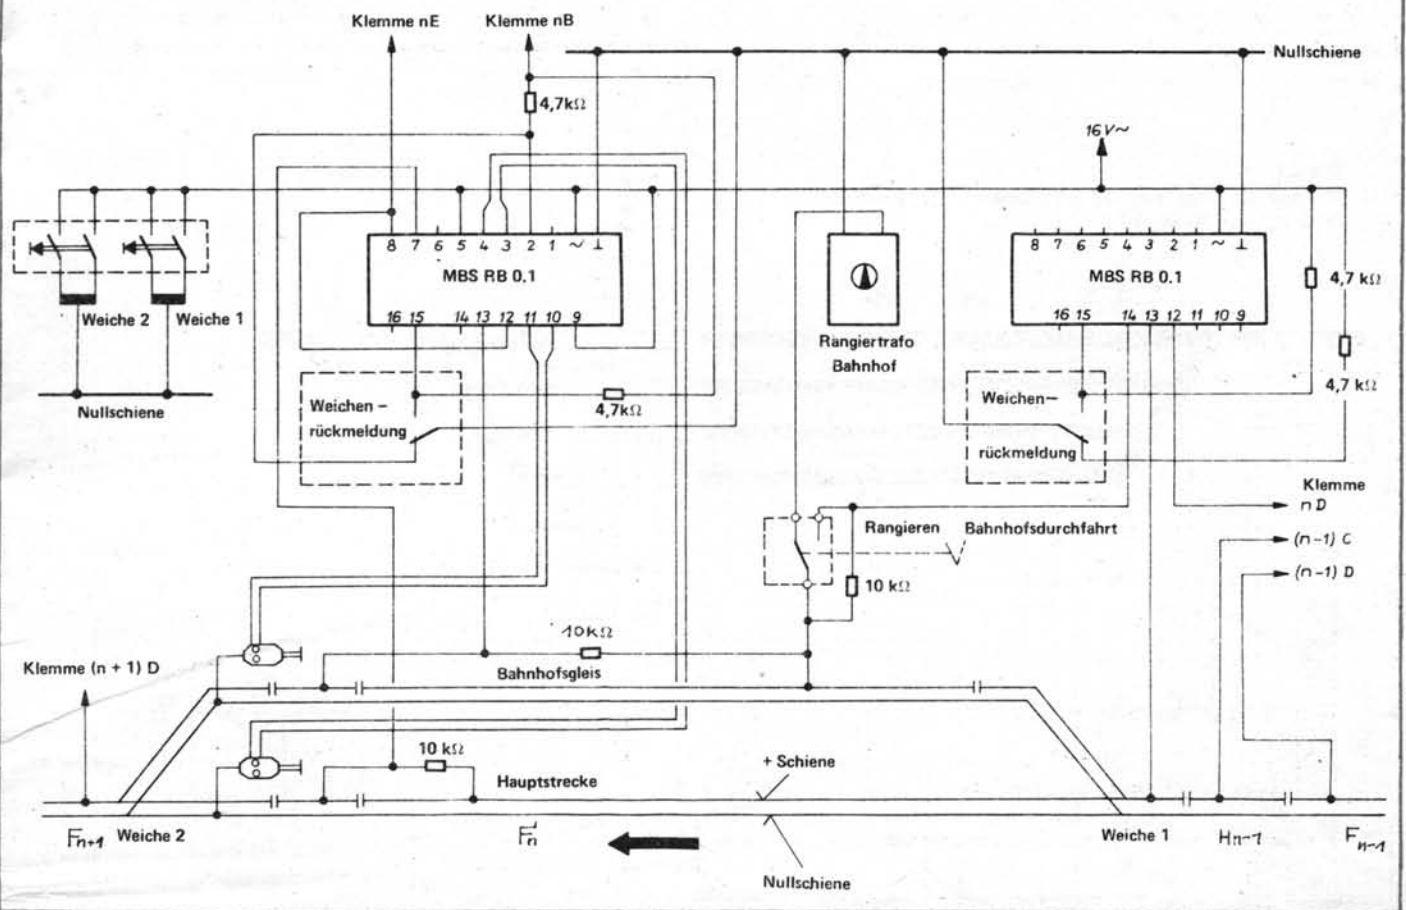 Klemme nE
Klemme nB
Nullschiene
4,7kΩ
16V~
8 7 6 5 4 3 2 1 ~ ⊥
MBS RB 0.1
16 15 14 13 12 11 10 9
8 7 6 5 4 3 2 1 ~ ⊥
MBS RB 0.1
16 15 14 13 12 11 10 9
4,7 kΩ
4,7 kΩ
Weiche 2
Weiche 1
Nullschiene
Rangiertrafo
Bahnhof
Weichen–
rückmeldung
4,7kΩ
Weichen–
rückmeldung
Klemme
nD
(n-1) C
(n-1) D
Rangieren
Bahnhofsdurchfahrt
10 kΩ
10kΩ
Klemme (n + 1) D
Bahnhofsgleis
10 kΩ
Hauptstrecke
+ Schiene
Fn+1
Weiche 2
Fn
Weiche 1
Hn-1
Fn-1
Nullschiene